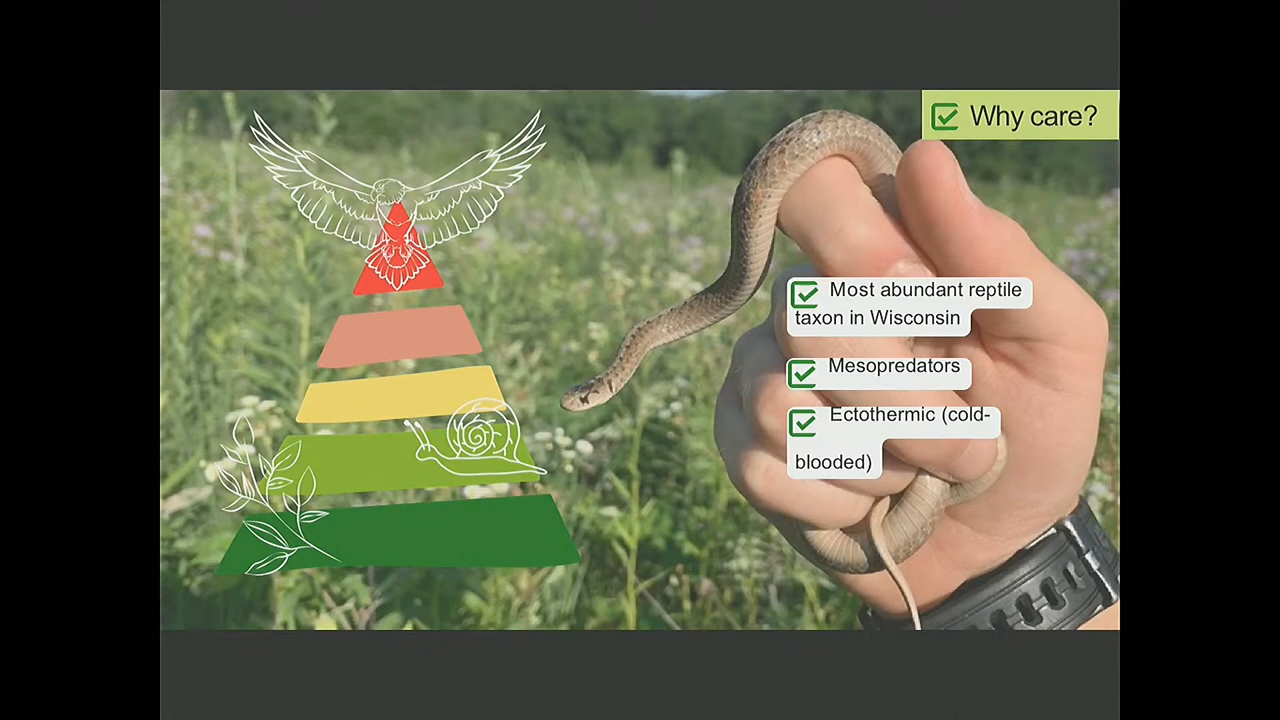 Why care?
Most abundant reptile
taxon in Wisconsin
Mesopredators
Ectothermic (cold-
blooded)